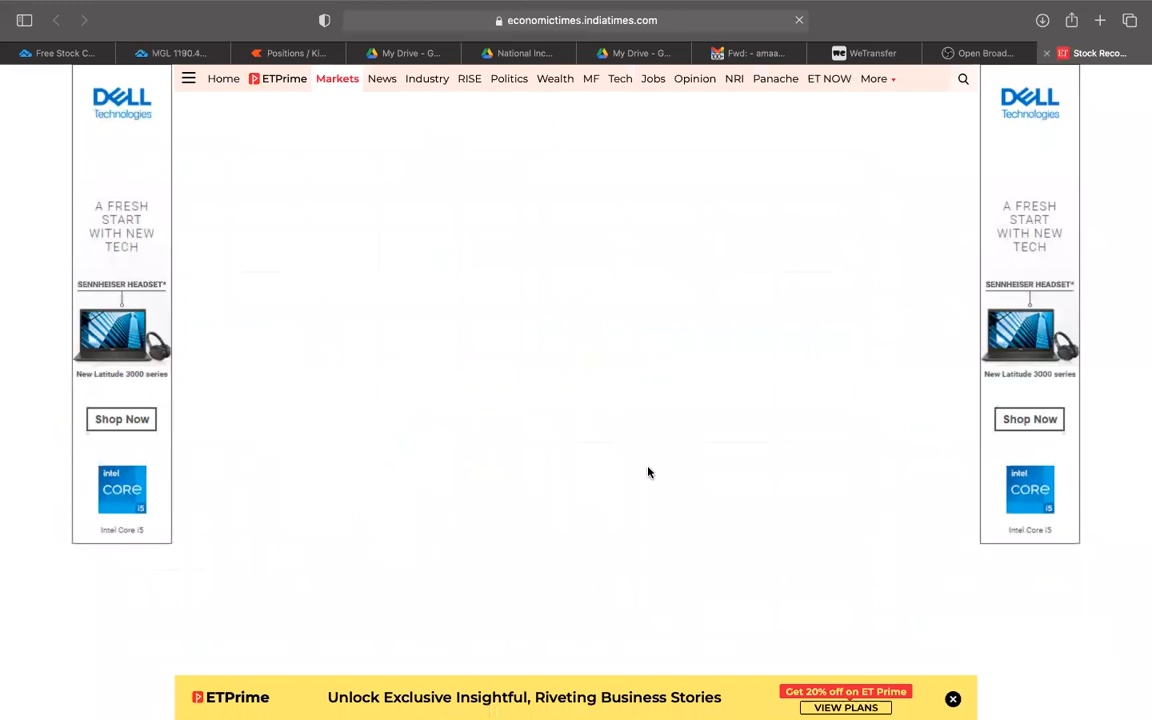 economictimes.indiatimes.com
Free Stock C... MGL 1190.4... Positions / Ki... My Drive – G... National Inc... My Drive – G... Fwd: - amaa... WeTransfer Open Broad... Stock Reco...
Home ETPrime Markets News Industry RISE Politics Wealth MF Tech Jobs Opinion NRI Panache ET NOW More
DELL
Technologies
A FRESH
START
WITH NEW
TECH
SENNHEISER HEADSET*
New Latitude 3000 series
Shop Now
intel
CORE
i5
Intel Core i5
DELL
Technologies
A FRESH
START
WITH NEW
TECH
SENNHEISER HEADSET*
New Latitude 3000 series
Shop Now
intel
CORE
i5
Intel Core i5
ETPrime Unlock Exclusive Insightful, Riveting Business Stories
Get 20% off on ET Prime
VIEW PLANS